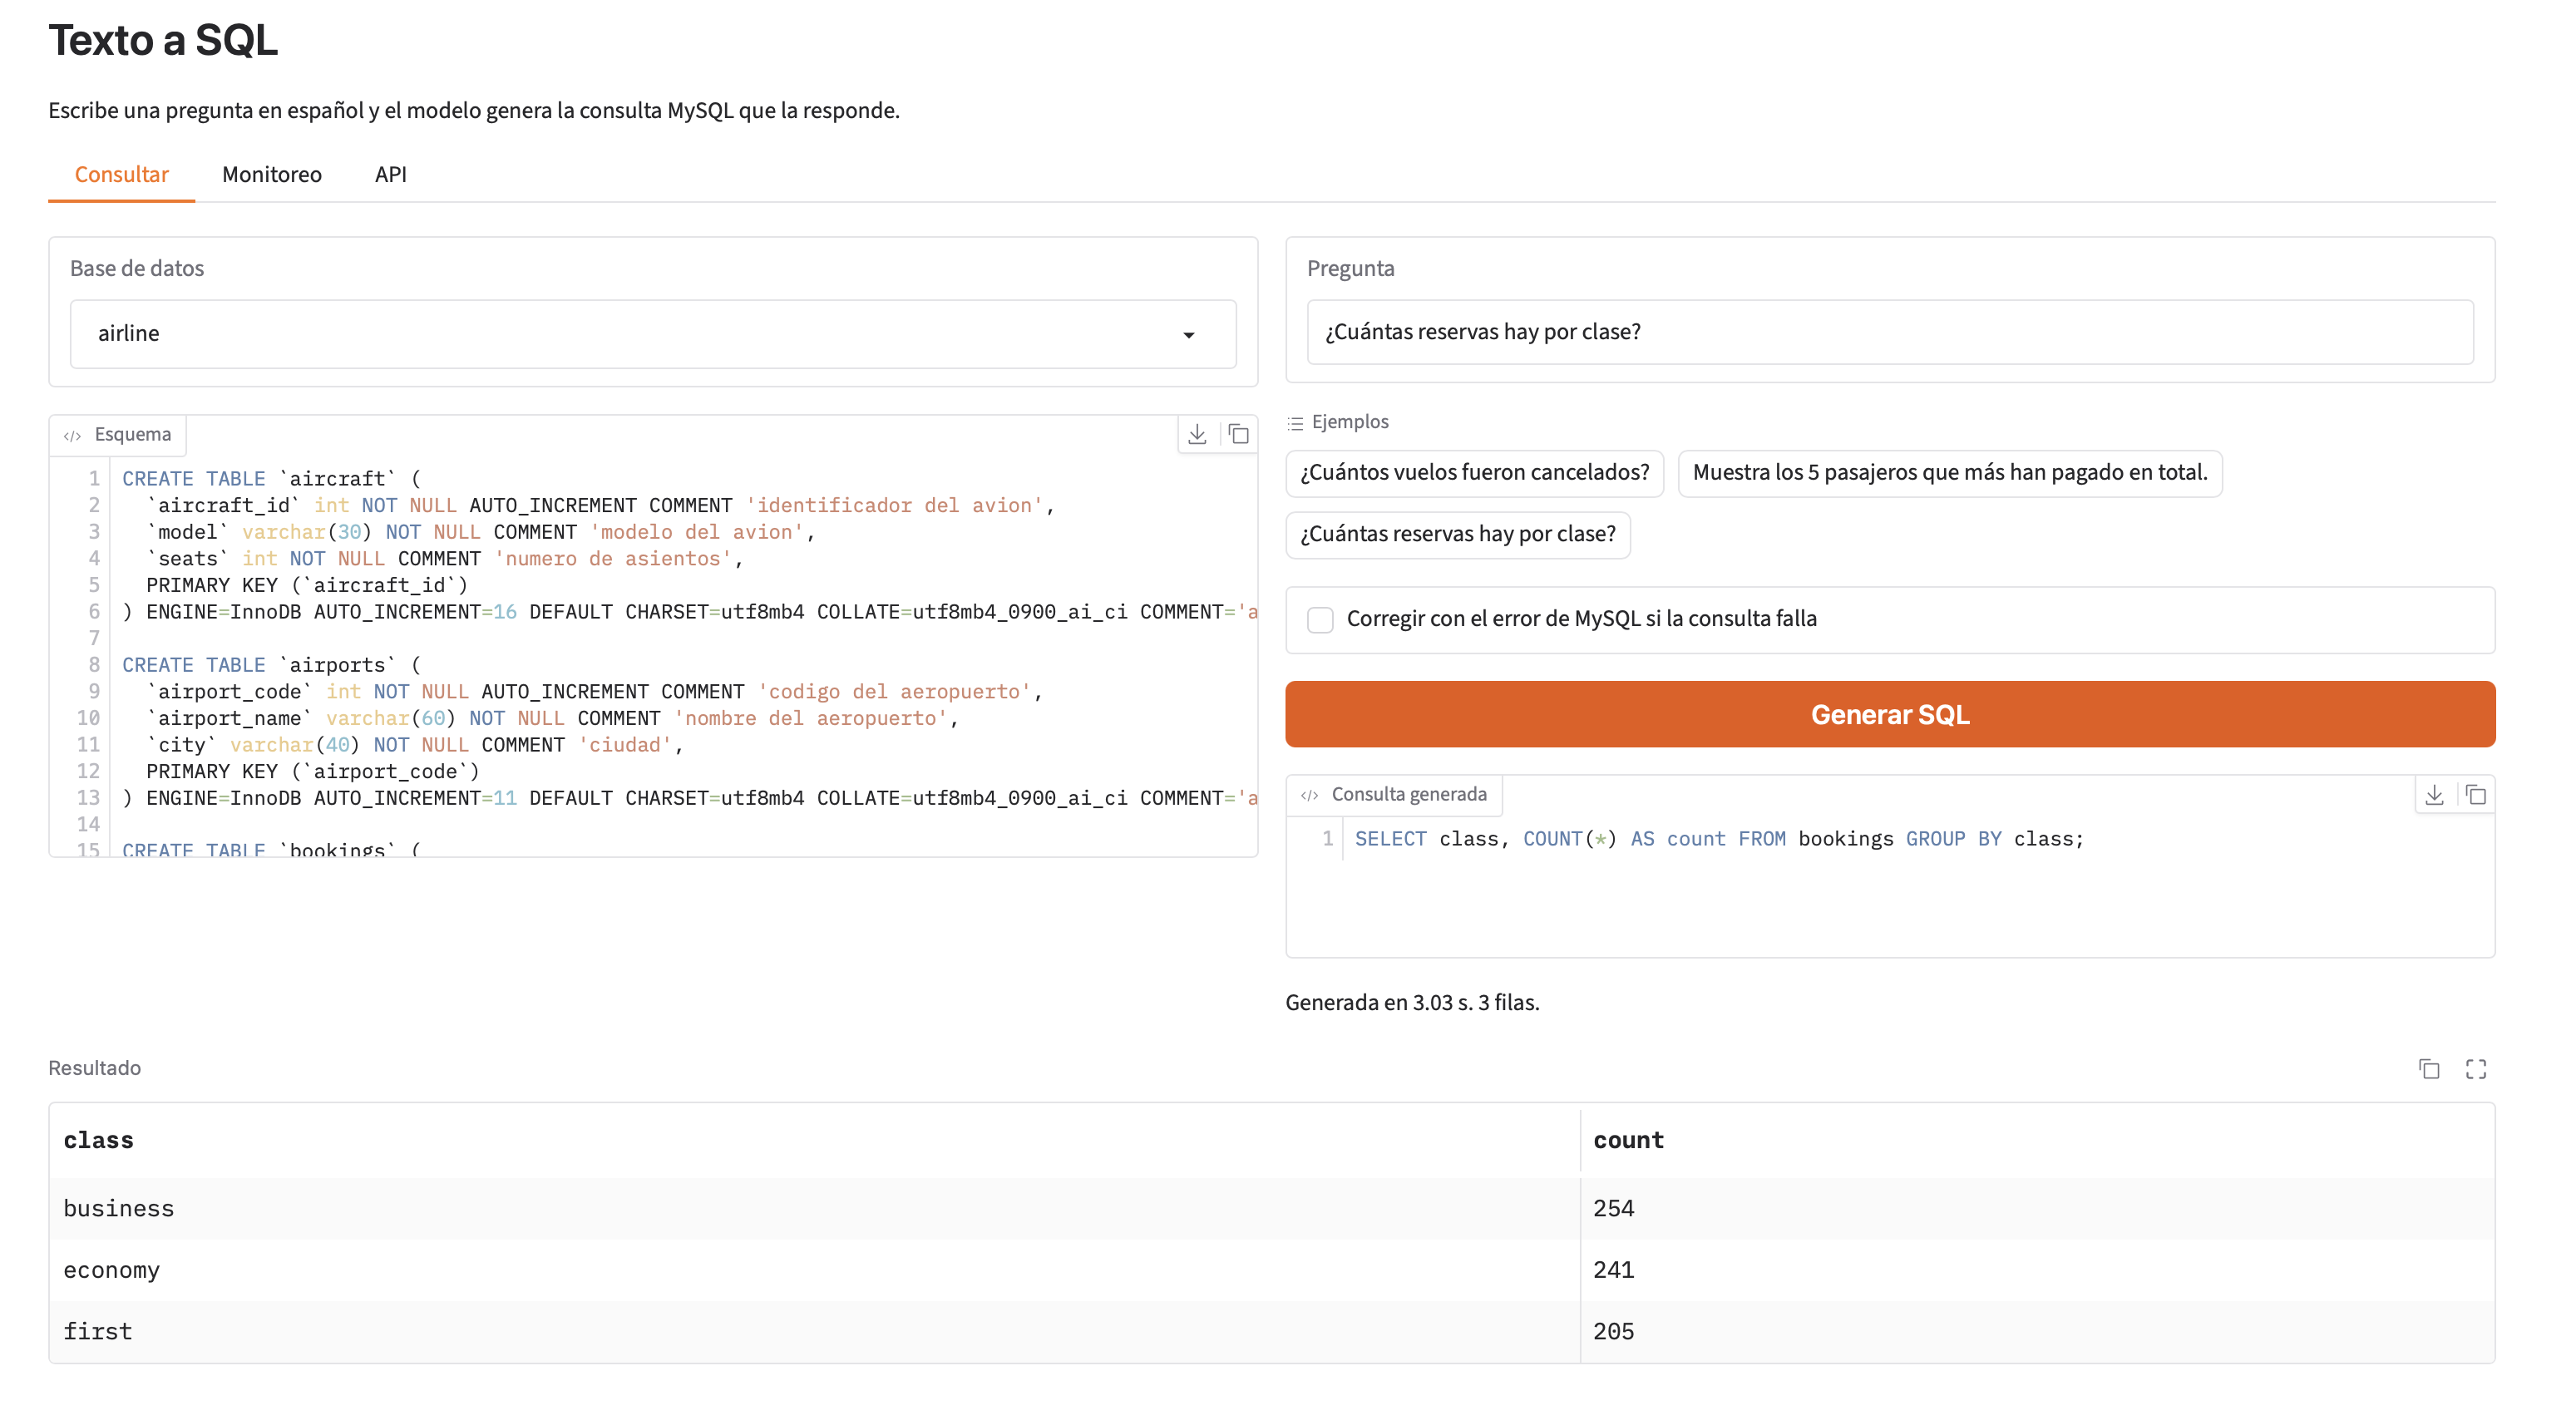 Texto a SQL
Escribe una pregunta en español y el modelo genera la consulta MySQL que la responde.
Consultar Monitoreo API
Base de datos
airline
Esquema
1 CREATE TABLE `aircraft` (
2 `aircraft_id` int NOT NULL AUTO_INCREMENT COMMENT 'identificador del avion',
3 `model` varchar(30) NOT NULL COMMENT 'modelo del avion',
4 `seats` int NOT NULL COMMENT 'numero de asientos',
5 PRIMARY KEY (`aircraft_id`)
6 ) ENGINE=InnoDB AUTO_INCREMENT=16 DEFAULT CHARSET=utf8mb4 COLLATE=utf8mb4_0900_ai_ci COMMENT='a
7
8 CREATE TABLE `airports` (
9 `airport_code` int NOT NULL AUTO_INCREMENT COMMENT 'codigo del aeropuerto',
10 `airport_name` varchar(60) NOT NULL COMMENT 'nombre del aeropuerto',
11 `city` varchar(40) NOT NULL COMMENT 'ciudad',
12 PRIMARY KEY (`airport_code`)
13 ) ENGINE=InnoDB AUTO_INCREMENT=11 DEFAULT CHARSET=utf8mb4 COLLATE=utf8mb4_0900_ai_ci COMMENT='a
14
15 CREATE TABLE `bookings` (
Pregunta
¿Cuántas reservas hay por clase?
Ejemplos
¿Cuántos vuelos fueron cancelados? Muestra los 5 pasajeros que más han pagado en total.
¿Cuántas reservas hay por clase?
Corregir con el error de MySQL si la consulta falla
Generar SQL
Consulta generada
1 SELECT class, COUNT(*) AS count FROM bookings GROUP BY class;
Generada en 3.03 s. 3 filas.
Resultado
class count
business 254
economy 241
first 205